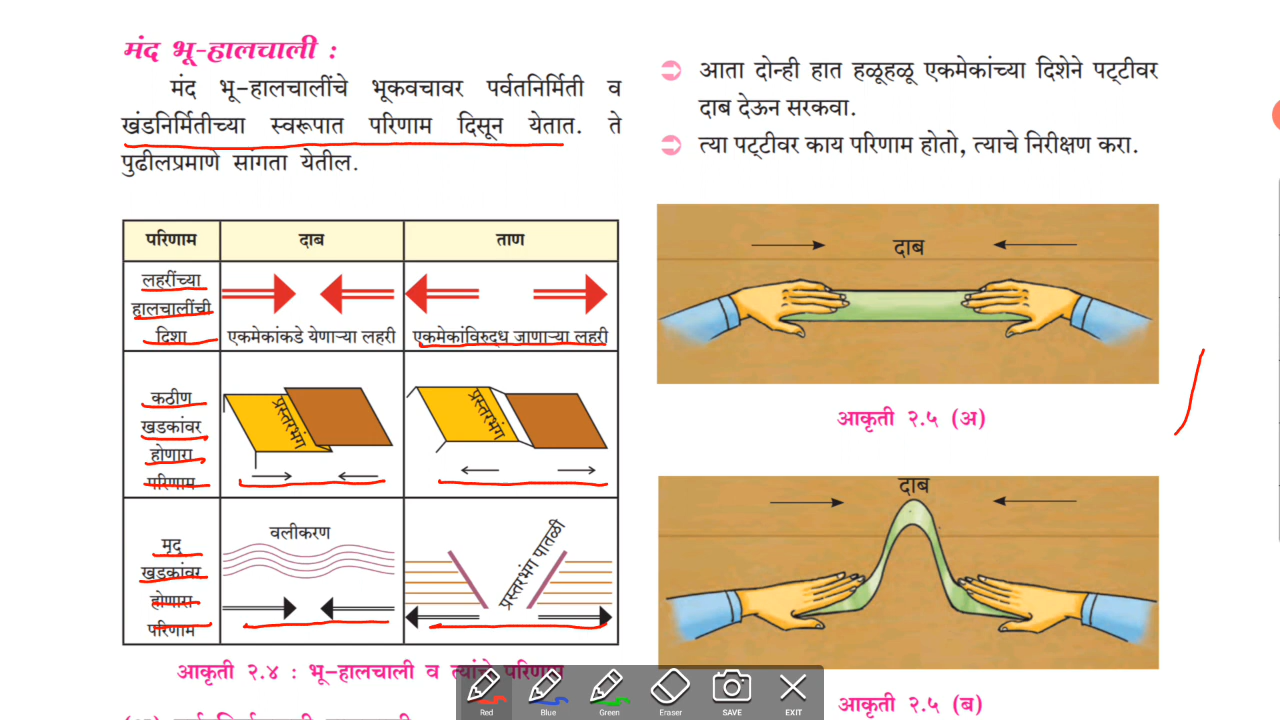 मंद भू-हालचाली :
मंद भू-हालचालींचे भूकवचावर पर्वतनिर्मिती व
खंडनिर्मितीच्या स्वरूपात परिणाम दिसून येतात. ते
पुढीलप्रमाणे सांगता येतील.
परिणाम दाब ताण
लहरींच्या
हालचालींची
दिशा
एकमेकांकडे येणाऱ्या लहरी
एकमेकांविरुद्ध जाणाऱ्या लहरी
कठीण
खडकांवर
होणारा
परिणाम
प्रस्तरभंग
प्रस्तरभंग
मृदू
खडकांवर
होणारा
परिणाम
वलीकरण
प्रस्तरभंग पातळी
आकृती २.४ : भू-हालचाली व त्यांचे परिणाम
आता दोन्ही हात हळूहळू एकमेकांच्या दिशेने पट्टीवर
दाब देऊन सरकवा.
त्या पट्टीवर काय परिणाम होतो, त्याचे निरीक्षण करा.
दाब
आकृती २.५ (अ)
दाब
आकृती २.५ (ब)
Red Blue Green Eraser SAVE EXIT